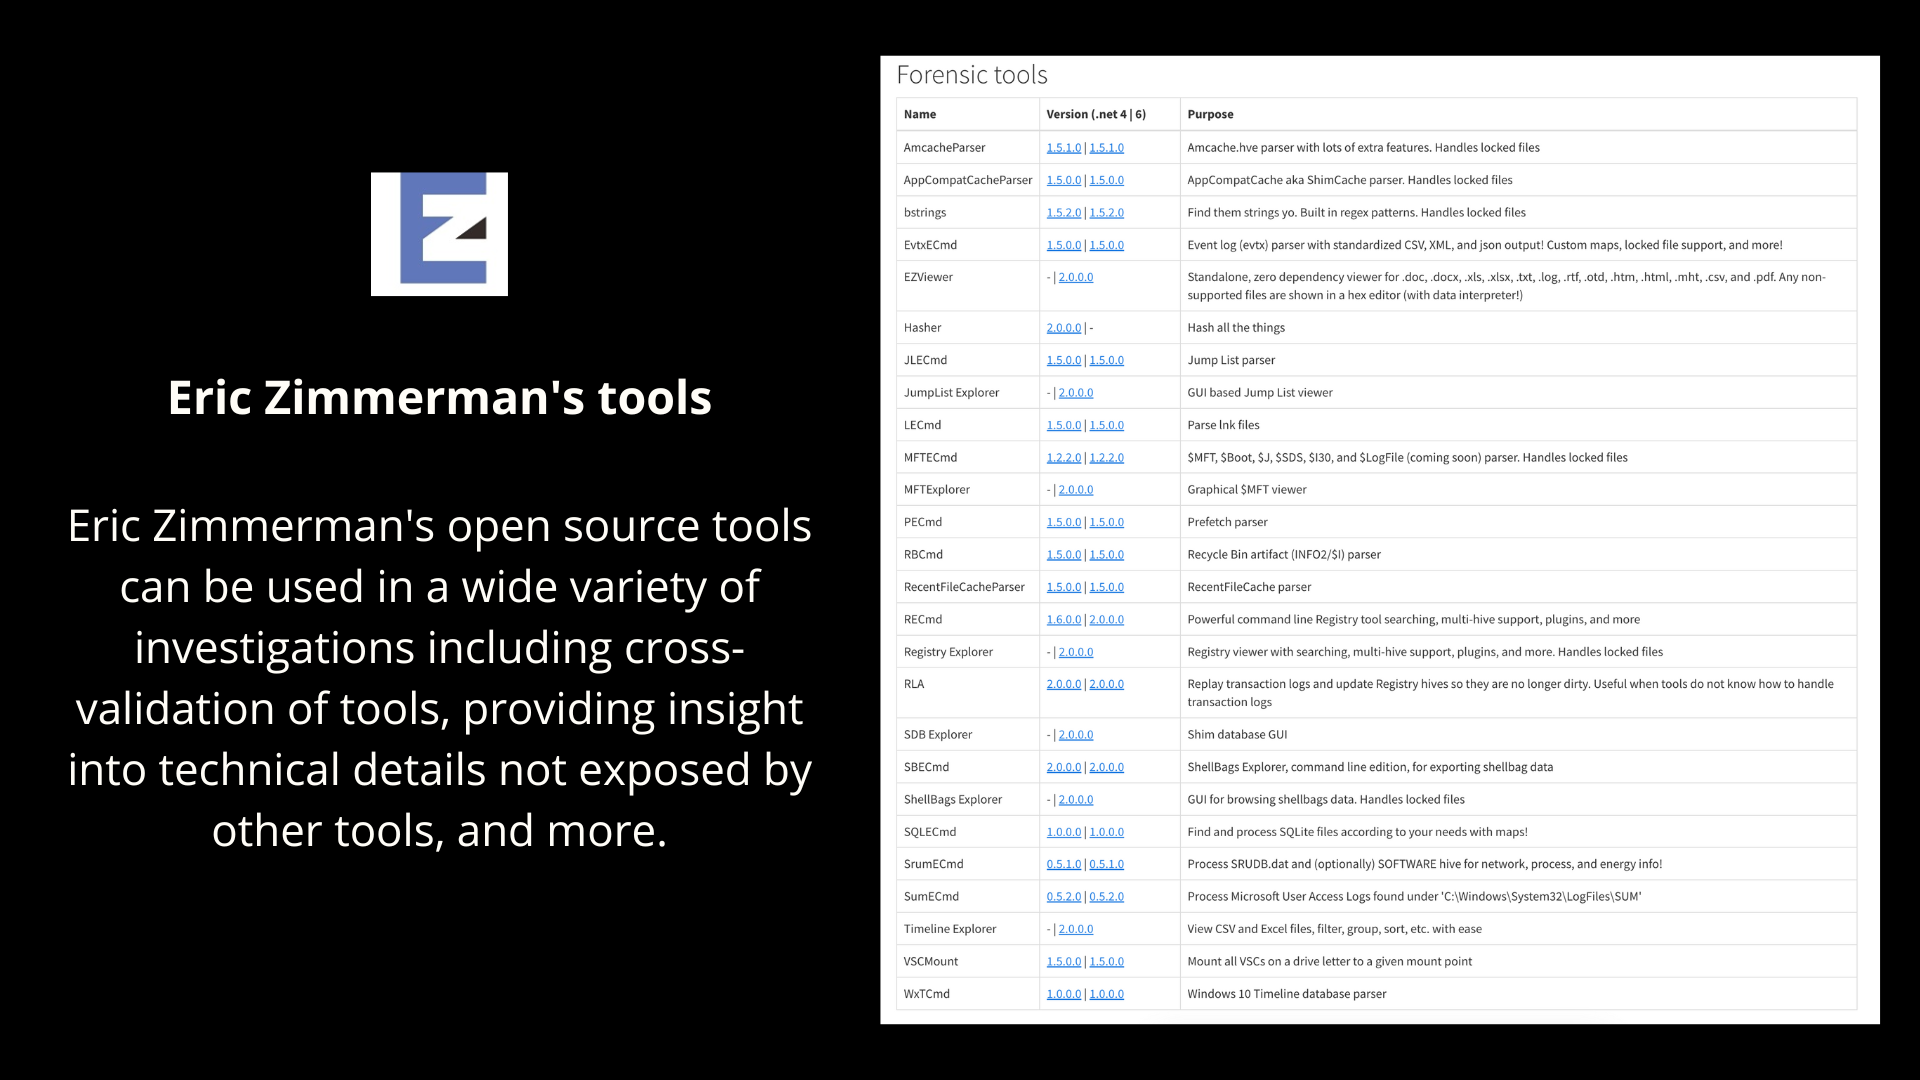 EZ
Eric Zimmerman's tools
Eric Zimmerman's open source tools
can be used in a wide variety of
investigations including cross-
validation of tools, providing insight
into technical details not exposed by
other tools, and more.
Forensic tools
Name Version (.net 4 | 6) Purpose
AmcacheParser 1.5.1.0 | 1.5.1.0 Amcache.hve parser with lots of extra features. Handles locked files
AppCompatCacheParser 1.5.0.0 | 1.5.0.0 AppCompatCache aka ShimCache parser. Handles locked files
bstrings 1.5.2.0 | 1.5.2.0 Find them strings yo. Built in regex patterns. Handles locked files
EvtxECmd 1.5.0.0 | 1.5.0.0 Event log (evtx) parser with standardized CSV, XML, and json output! Custom maps, locked file support, and more!
EZViewer - | 2.0.0.0 Standalone, zero dependency viewer for .doc, .docx, .xls, .xlsx, .txt, .log, .rtf, .otd, .htm, .html, .mht, .csv, and .pdf. Any non-
supported files are shown in a hex editor (with data interpreter!)
Hasher 2.0.0.0 | - Hash all the things
JLECmd 1.5.0.0 | 1.5.0.0 Jump List parser
JumpList Explorer - | 2.0.0.0 GUI based Jump List viewer
LECmd 1.5.0.0 | 1.5.0.0 Parse lnk files
MFTECmd 1.2.2.0 | 1.2.2.0 $MFT, $Boot, $J, $SDS, $I30, and $LogFile (coming soon) parser. Handles locked files
MFTExplorer - | 2.0.0.0 Graphical $MFT viewer
PECmd 1.5.0.0 | 1.5.0.0 Prefetch parser
RBCmd 1.5.0.0 | 1.5.0.0 Recycle Bin artifact (INFO2/$I) parser
RecentFileCacheParser 1.5.0.0 | 1.5.0.0 RecentFileCache parser
RECmd 1.6.0.0 | 2.0.0.0 Powerful command line Registry tool searching, multi-hive support, plugins, and more
Registry Explorer - | 2.0.0.0 Registry viewer with searching, multi-hive support, plugins, and more. Handles locked files
RLA 2.0.0.0 | 2.0.0.0 Replay transaction logs and update Registry hives so they are no longer dirty. Useful when tools do not know how to handle
transaction logs
SDB Explorer - | 2.0.0.0 Shim database GUI
SBECmd 2.0.0.0 | 2.0.0.0 ShellBags Explorer, command line edition, for exporting shellbag data
ShellBags Explorer - | 2.0.0.0 GUI for browsing shellbags data. Handles locked files
SQLECmd 1.0.0.0 | 1.0.0.0 Find and process SQLite files according to your needs with maps!
SrumECmd 0.5.1.0 | 0.5.1.0 Process SRUDB.dat and (optionally) SOFTWARE hive for network, process, and energy info!
SumECmd 0.5.2.0 | 0.5.2.0 Process Microsoft User Access Logs found under 'C:\Windows\System32\LogFiles\SUM'
Timeline Explorer - | 2.0.0.0 View CSV and Excel files, filter, group, sort, etc. with ease
VSCMount 1.5.0.0 | 1.5.0.0 Mount all VSCs on a drive letter to a given mount point
WxTCmd 1.0.0.0 | 1.0.0.0 Windows 10 Timeline database parser